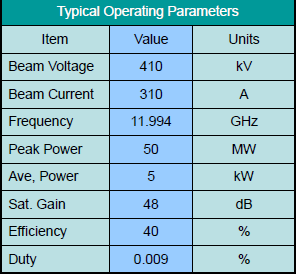 Typical Operating Parameters
Item Value Units
Beam Voltage 410 kV
Beam Current 310 A
Frequency 11.994 GHz
Peak Power 50 MW
Ave, Power 5 kW
Sat. Gain 48 dB
Efficiency 40 %
Duty 0.009 %